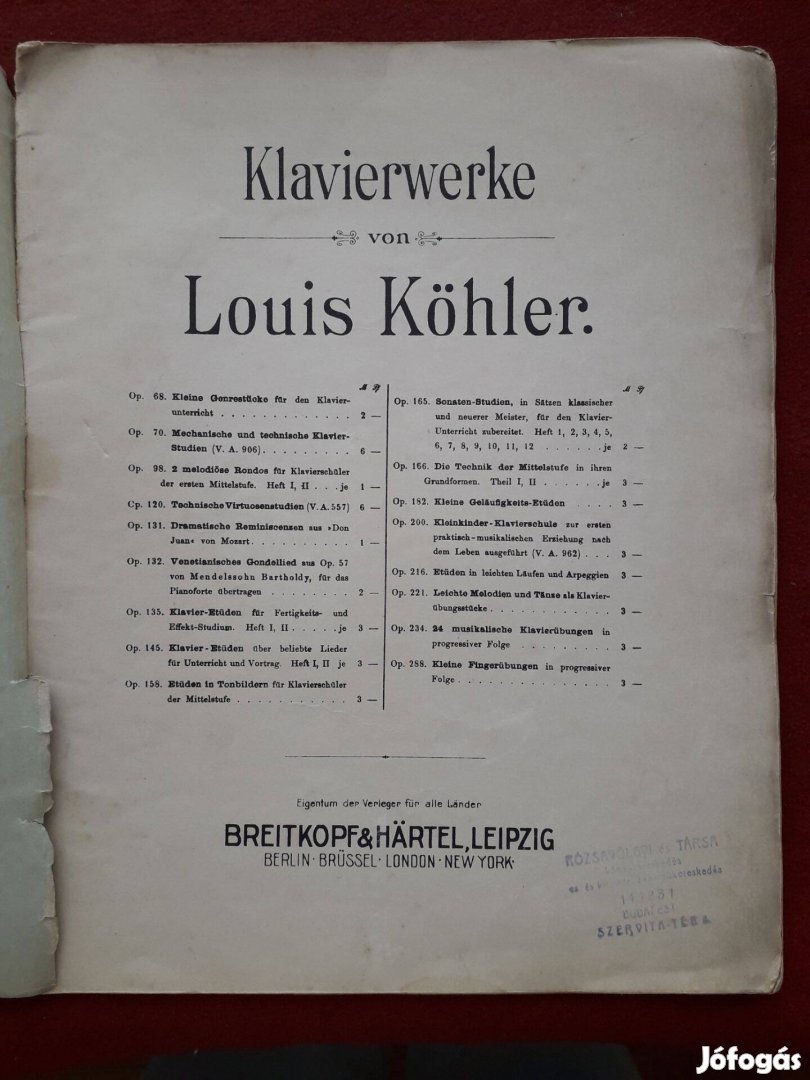 Klavierwerke
von
Louis Köhler.
M Pf
Op. 68. Kleine Genrestücke für den Klavier-
unterricht . . . . . . . . . . . . . 2 —
Op. 70. Mechanische und technische Klavier-
Studien (V. A. 906) . . . . . . . . . 6 —
Op. 98. 2 melodiöse Rondos für Klavierschüler
der ersten Mittelstufe. Heft I, II . . . je 1 —
Op. 120. Technische Virtuosenstudien (V. A. 557) 6 —
Op. 131. Dramatische Reminiscenzen aus »Don
Juan« von Mozart . . . . . . . . . . 1 —
Op. 132. Venetianisches Gondellied aus Op. 57
von Mendelssohn Bartholdy, für das
Pianoforte übertragen . . . . . . . . 2 —
Op. 135. Klavier-Etüden für Fertigkeits- und
Effekt-Studium. Heft I, II . . . . . je 3 —
Op. 145. Klavier-Etüden über beliebte Lieder
für Unterricht und Vortrag. Heft I, II je 3 —
Op. 158. Etüden in Tonbildern für Klavierschüler
der Mittelstufe . . . . . . . . . . . 3 —
M Pf
Op. 165. Sonaten-Studien, in Sätzen klassischer
und neuerer Meister, für den Klavier-
Unterricht zubereitet. Heft 1, 2, 3, 4, 5,
6, 7, 8, 9, 10, 11, 12 . . . . . . . je 2 —
Op. 166. Die Technik der Mittelstufe in ihren
Grundformen. Theil I, II . . . . . . je 3 —
Op. 182. Kleine Geläufigkeits-Etüden . . . . 3 —
Op. 200. Kleinkinder-Klavierschule zur ersten
praktisch-musikalischen Erziehung nach
dem Leben ausgeführt (V. A. 962) . . . 3 —
Op. 216. Etüden in leichten Läufen und Arpeggien 3 —
Op. 221. Leichte Melodien und Tänze als Klavier-
übungsstücke . . . . . . . . . . . . 3 —
Op. 234. 24 musikalische Klavierübungen in
progressiver Folge . . . . . . . . . 3 —
Op. 288. Kleine Fingerübungen in progressiver
Folge . . . . . . . . . . . . . . . 3 —
Eigentum der Verleger für alle Länder
BREITKOPF & HÄRTEL, LEIPZIG
BERLIN · BRÜSSEL · LONDON · NEW YORK ·
RÓZSAVÖLGYI és TÁRSA
BUDAPEST
SZERVITA-TÉR
Jófogás